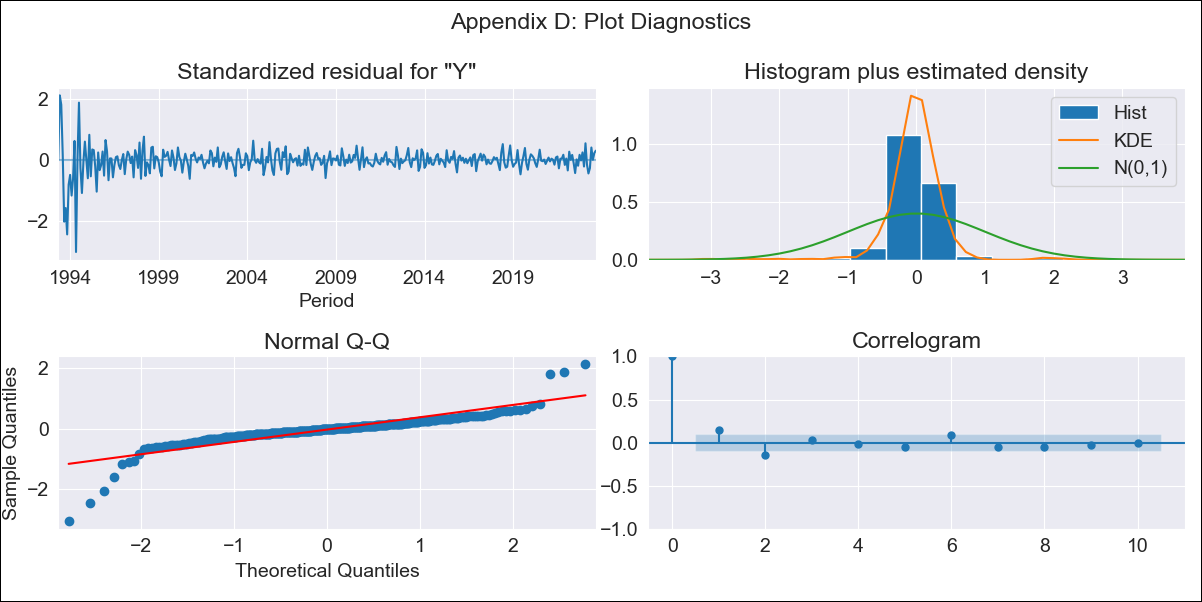 Appendix D: Plot Diagnostics
Standardized residual for "Y"
2
0
−2
1994 1999 2004 2009 2014 2019
Period
Histogram plus estimated density
Hist
KDE
N(0,1)
1.0
0.5
0.0
−3 −2 −1 0 1 2 3
Normal Q-Q
Sample Quantiles
2
0
−2
−2 −1 0 1 2
Theoretical Quantiles
Correlogram
1.0
0.5
0.0
−0.5
−1.0
0 2 4 6 8 10